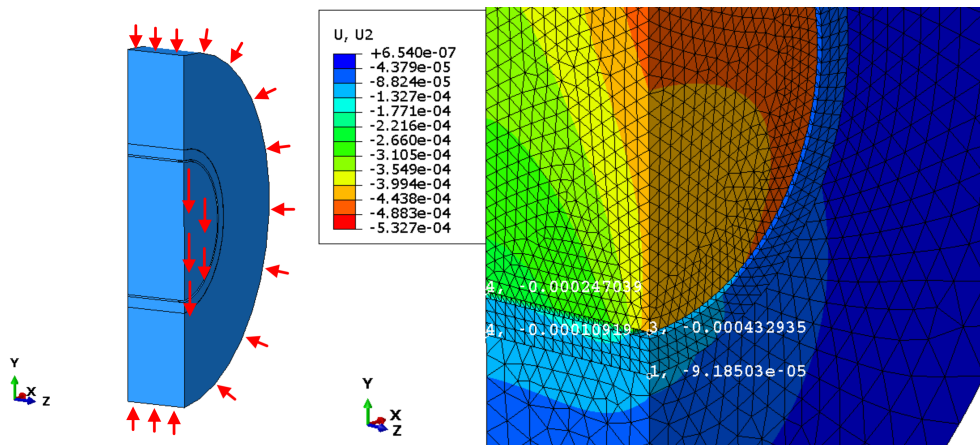 U, U2
+6.540e-07
-4.379e-05
-8.824e-05
-1.327e-04
-1.771e-04
-2.216e-04
-2.660e-04
-3.105e-04
-3.549e-04
-3.994e-04
-4.438e-04
-4.883e-04
-5.327e-04
4, -0.000247039
4, -0.00010919
3, -0.000432935
1, -9.18503e-05
Y
X
Z
Y
X
Z